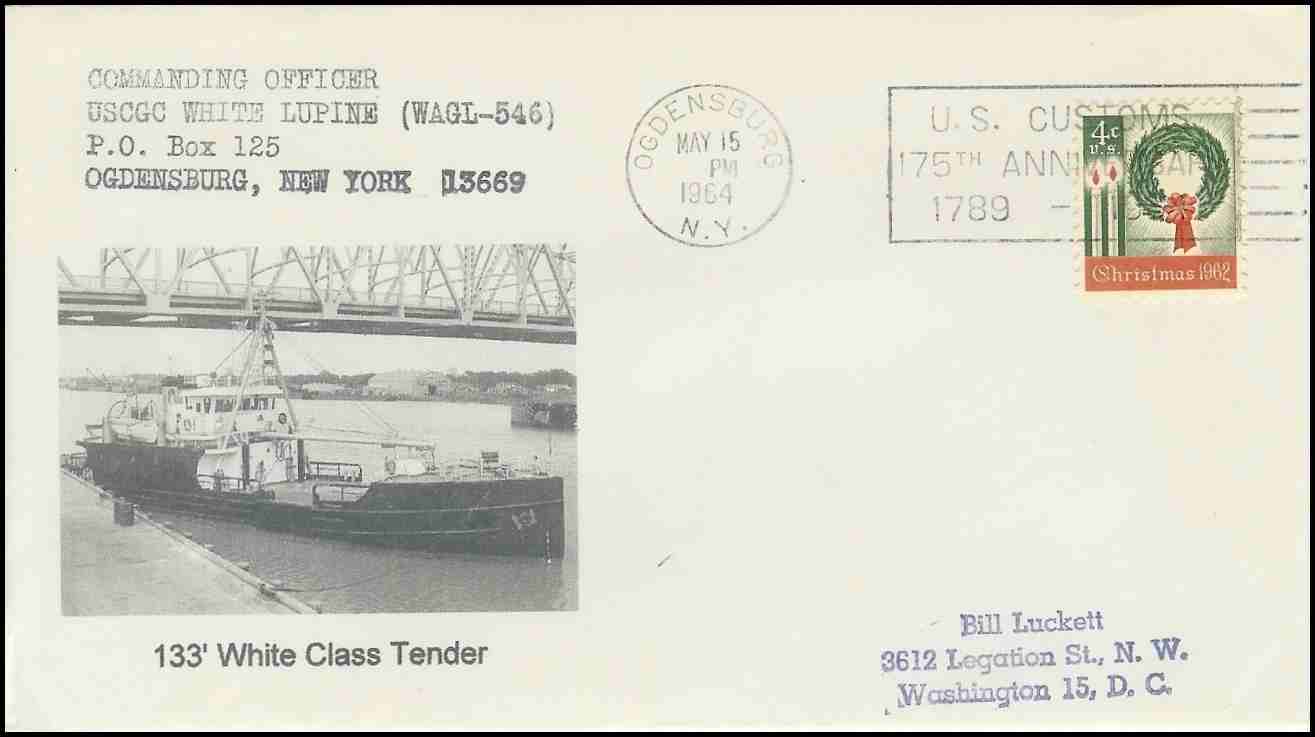 COMMANDING OFFICER
USCGC WHITE LUPINE (WAGL-546)
P.O. Box 125
OGDENSBURG, NEW YORK 13669
OGDENSBURG
MAY 15
PM
1964
N.Y.
U.S. CUSTOMS
175TH
1789 –
4c
U.S.
Christmas 1962
133' White Class Tender
Bill Luckett
3612 Legation St., N. W.
Washington 15, D. C.